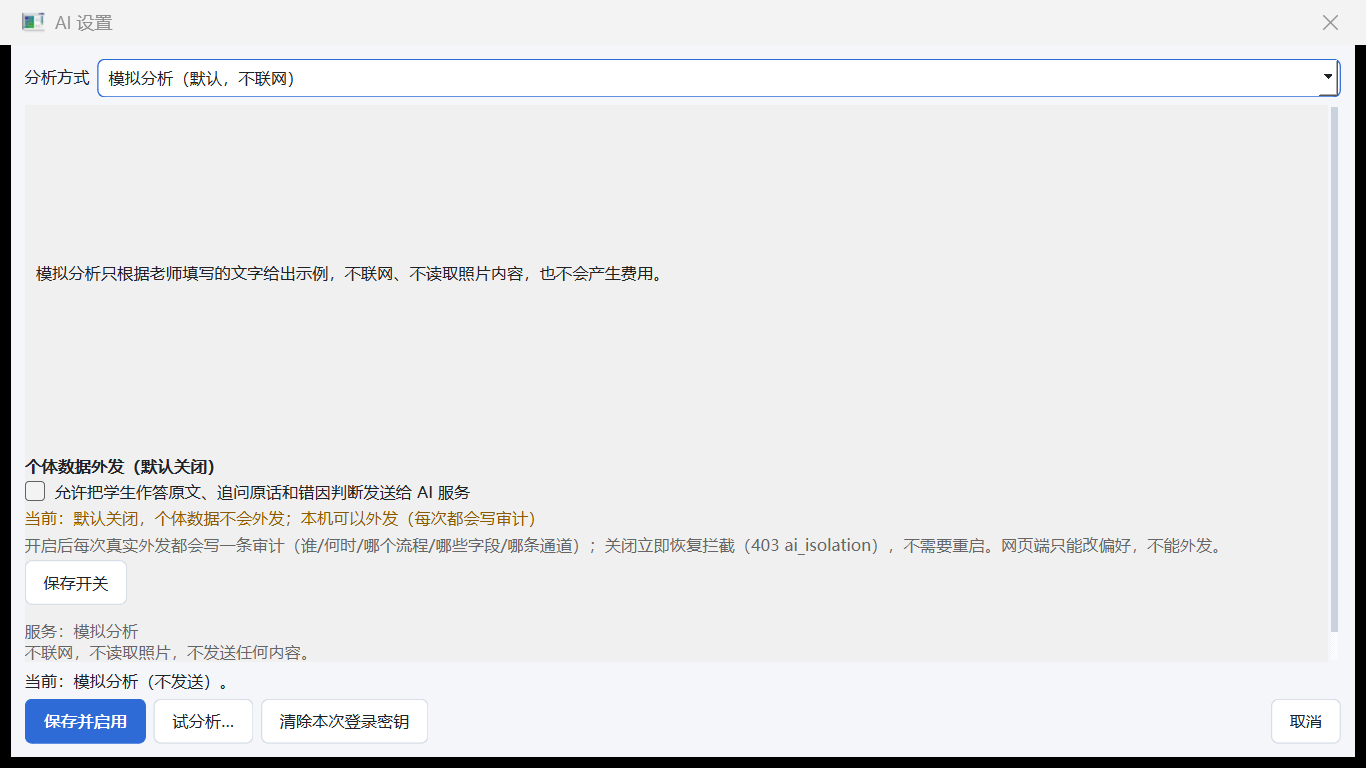 AI 设置
分析方式 模拟分析（默认，不联网）
模拟分析只根据老师填写的文字给出示例，不联网、不读取照片内容，也不会产生费用。
个体数据外发（默认关闭）
允许把学生作答原文、追问原话和错因判断发送给 AI 服务
当前：默认关闭，个体数据不会外发；本机可以外发（每次都会写审计）
开启后每次真实外发都会写一条审计（谁/何时/哪个流程/哪些字段/哪条通道）；关闭立即恢复拦截（403 ai_isolation），不需要重启。网页端只能改偏好，不能外发。
保存开关
服务：模拟分析
不联网，不读取照片，不发送任何内容。
当前：模拟分析（不发送）。
保存并启用 试分析... 清除本次登录密钥 取消